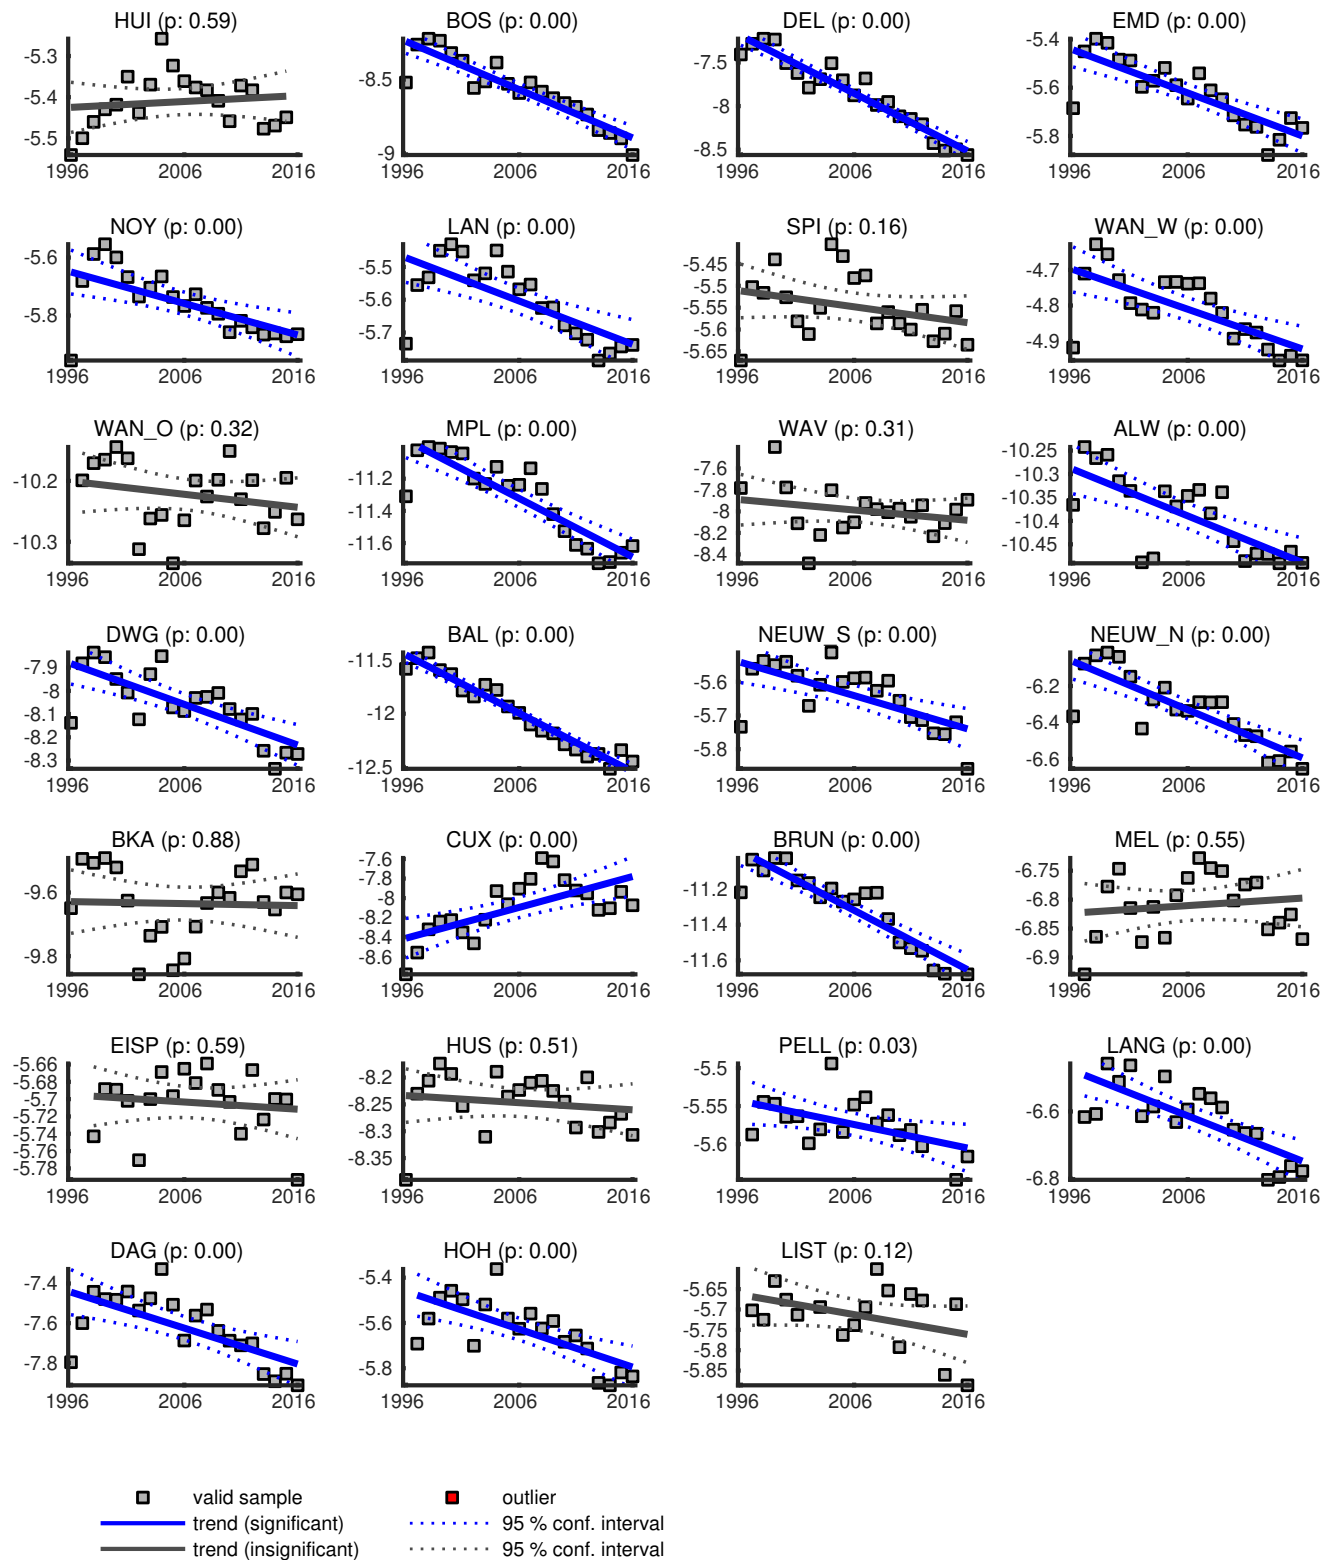 HUI (p: 0.59) BOS (p: 0.00) DEL (p: 0.00) EMD (p: 0.00)
-5.3 -5.4 -5.5 1996 2006 2016
-8.5 -9 1996 2006 2016
-7.5 -8 -8.5 1996 2006 2016
-5.4 -5.6 -5.8 1996 2006 2016
NOY (p: 0.00) LAN (p: 0.00) SPI (p: 0.16) WAN_W (p: 0.00)
-5.6 -5.8 1996 2006 2016
-5.5 -5.6 -5.7 1996 2006 2016
-5.45 -5.5 -5.55 -5.6 -5.65 1996 2006 2016
-4.7 -4.8 -4.9 1996 2006 2016
WAN_O (p: 0.32) MPL (p: 0.00) WAV (p: 0.31) ALW (p: 0.00)
-10.2 -10.3 1996 2006 2016
-11.2 -11.4 -11.6 1996 2006 2016
-7.6 -7.8 -8 -8.2 -8.4 1996 2006 2016
-10.25 -10.3 -10.35 -10.4 -10.45 1996 2006 2016
DWG (p: 0.00) BAL (p: 0.00) NEUW_S (p: 0.00) NEUW_N (p: 0.00)
-7.9 -8 -8.1 -8.2 -8.3 1996 2006 2016
-11.5 -12 -12.5 1996 2006 2016
-5.6 -5.7 -5.8 1996 2006 2016
-6.2 -6.4 -6.6 1996 2006 2016
BKA (p: 0.88) CUX (p: 0.00) BRUN (p: 0.00) MEL (p: 0.55)
-9.6 -9.8 1996 2006 2016
-7.6 -7.8 -8 -8.2 -8.4 -8.6 1996 2006 2016
-11.2 -11.4 -11.6 1996 2006 2016
-6.75 -6.8 -6.85 -6.9 1996 2006 2016
EISP (p: 0.59) HUS (p: 0.51) PELL (p: 0.03) LANG (p: 0.00)
-5.66 -5.68 -5.7 -5.72 -5.74 -5.76 -5.78 1996 2006 2016
-8.2 -8.25 -8.3 -8.35 1996 2006 2016
-5.5 -5.55 -5.6 1996 2006 2016
-6.6 -6.8 1996 2006 2016
DAG (p: 0.00) HOH (p: 0.00) LIST (p: 0.12)
-7.4 -7.6 -7.8 1996 2006 2016
-5.4 -5.6 -5.8 1996 2006 2016
-5.65 -5.7 -5.75 -5.8 -5.85 1996 2006 2016
valid sample outlier
trend (significant) 95 % conf. interval
trend (insignificant) 95 % conf. interval